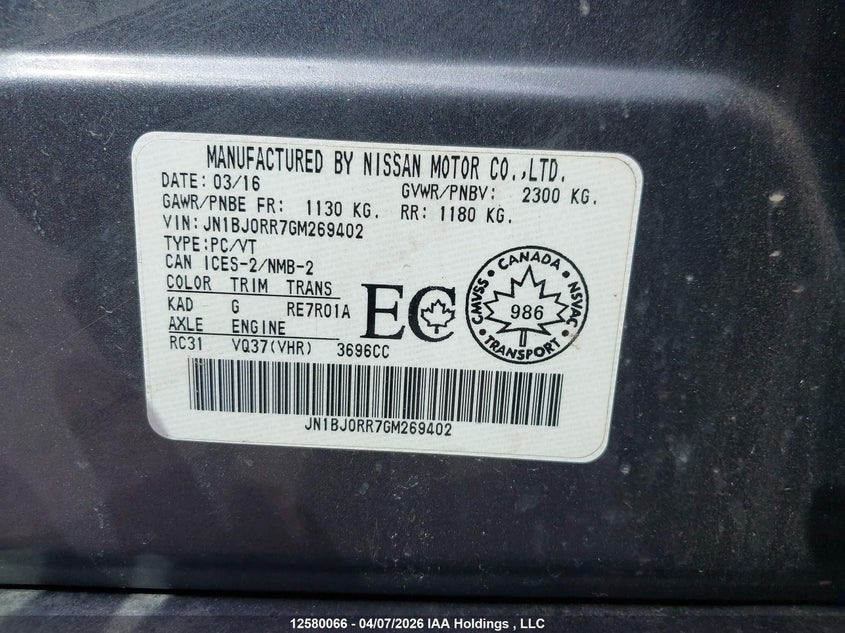 MANUFACTURED BY NISSAN MOTOR CO.,LTD.
DATE: 03/16 GVWR/PNBV: 2300 KG.
GAWR/PNBE FR: 1130 KG. RR: 1180 KG.
VIN: JN1BJ0RR7GM269402
TYPE:PC/VT
CAN ICES-2/NMB-2
COLOR TRIM TRANS
KAD G RE7R01A
AXLE ENGINE
RC31 VQ37(VHR) 3696CC
EC
CANADA
CMVSS
986
NSVAC
TRANSPORT
JN1BJ0RR7GM269402
12580066 - 04/07/2026 IAA Holdings , LLC